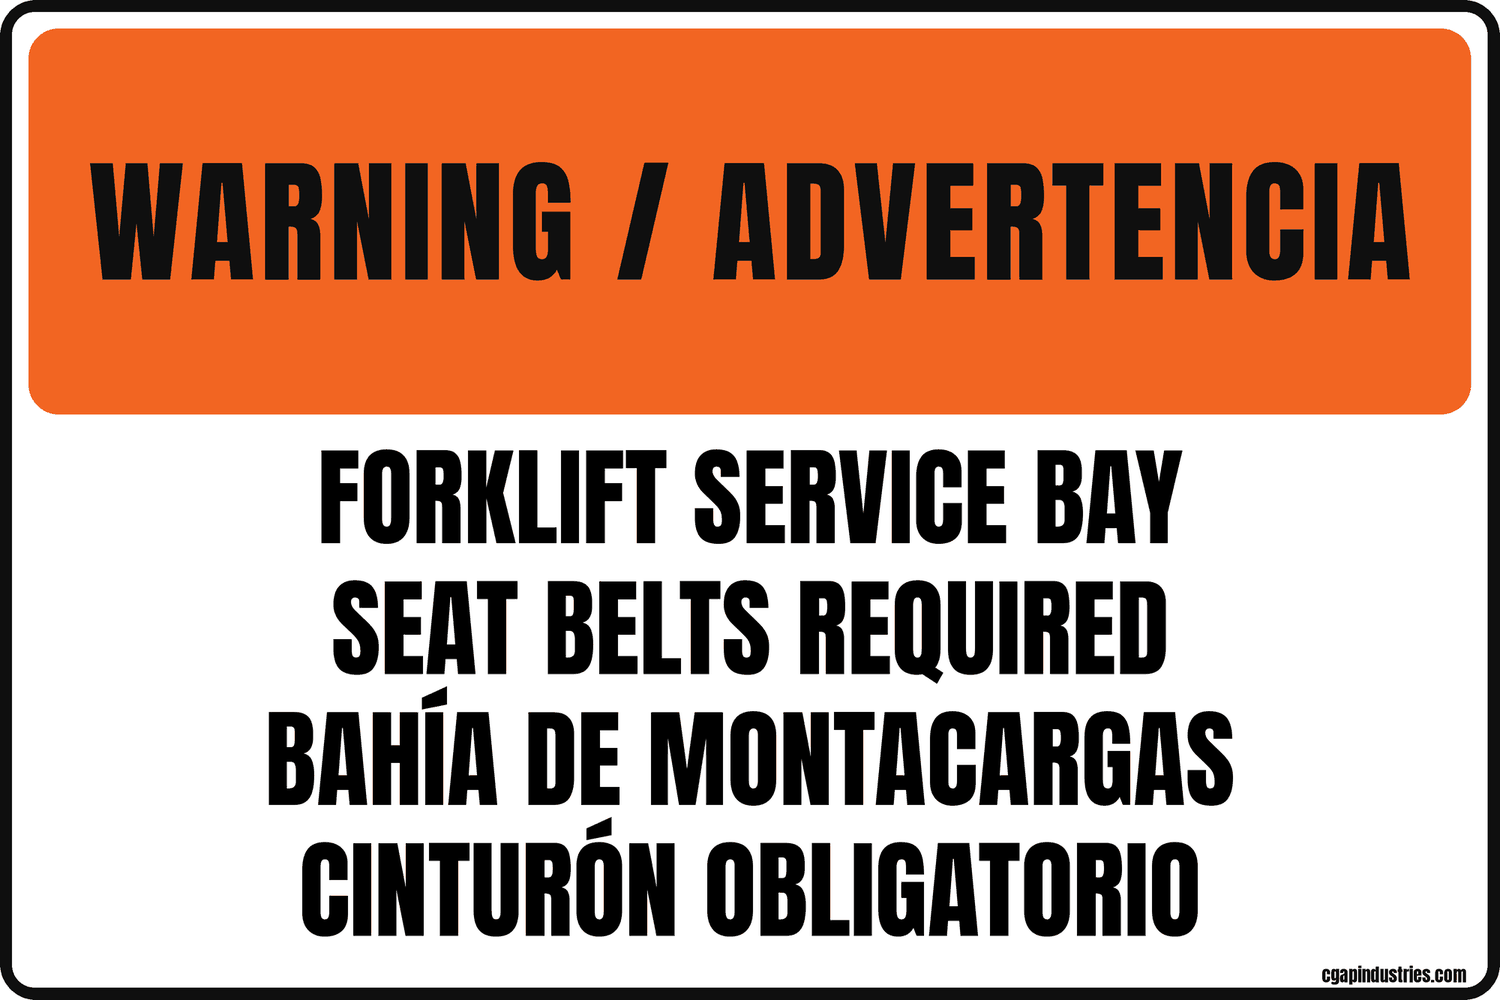 WARNING / ADVERTENCIA
FORKLIFT SERVICE BAY
SEAT BELTS REQUIRED
BAHÍA DE MONTACARGAS
CINTURÓN OBLIGATORIO
cgapindustries.com